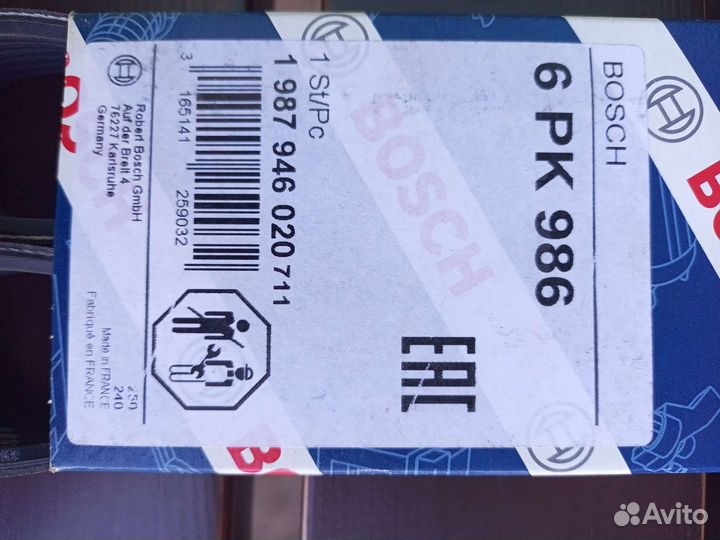 BOSCH
6 PK 986
BOSCH
1 St/Pc
1 987 946 020 711
3 165141 259032
EAC
Robert Bosch GmbH
Auf der Breit 4
76227 Karlsruhe
Germany
250
240
Made in FRANCE
Fabriqué en FRANCE
Avito